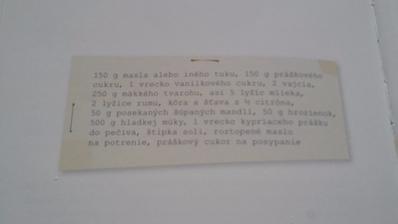 150 g masla alebo iného tuku, 150 g práškového
cukru, 1 vrecko vanilkového cukru, 2 vajcia,
250 g mäkkého tvarohu, asi 5 lyžíc mlieka,
2 lyžice rumu, kôra a šťava z ½ citróna,
50 g posekaných šúpaných mandlí, 50 g hrozienok,
500 g hladkej múky, 1 vrecko kypriaceho prášku
do pečiva, štipka soli, roztopené maslo
na potrenie, práškový cukor na posypanie